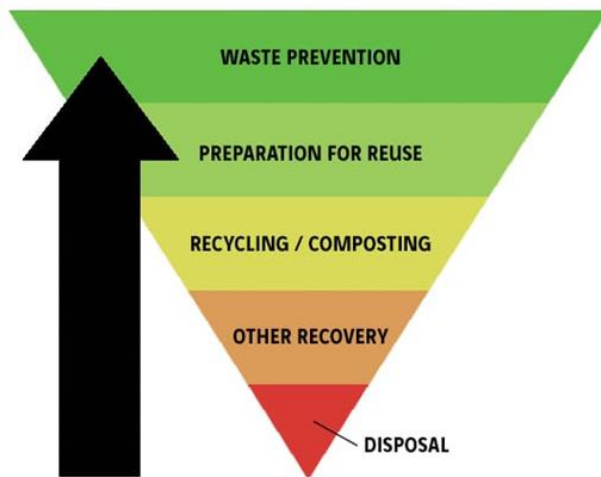 WASTE PREVENTION
PREPARATION FOR REUSE
RECYCLING / COMPOSTING
OTHER RECOVERY
DISPOSAL